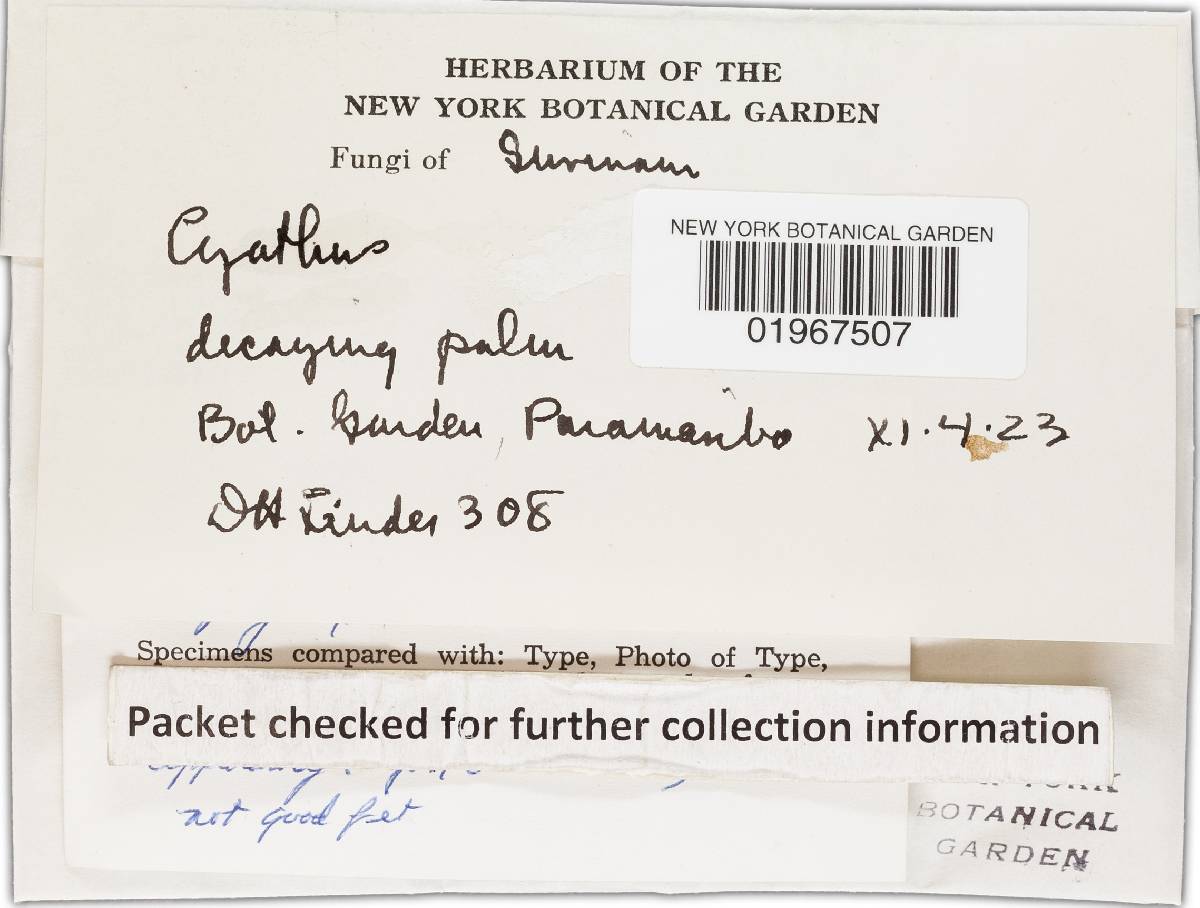 HERBARIUM OF THE
NEW YORK BOTANICAL GARDEN
Fungi of Surinam
Cyathus
NEW YORK BOTANICAL GARDEN
01967507
decaying palm
Bot. Garden, Paramaribo XI.4.23
DH Linder 308
Specimens compared with: Type, Photo of Type,
Packet checked for further collection information
not good
BOTANICAL
GARDEN